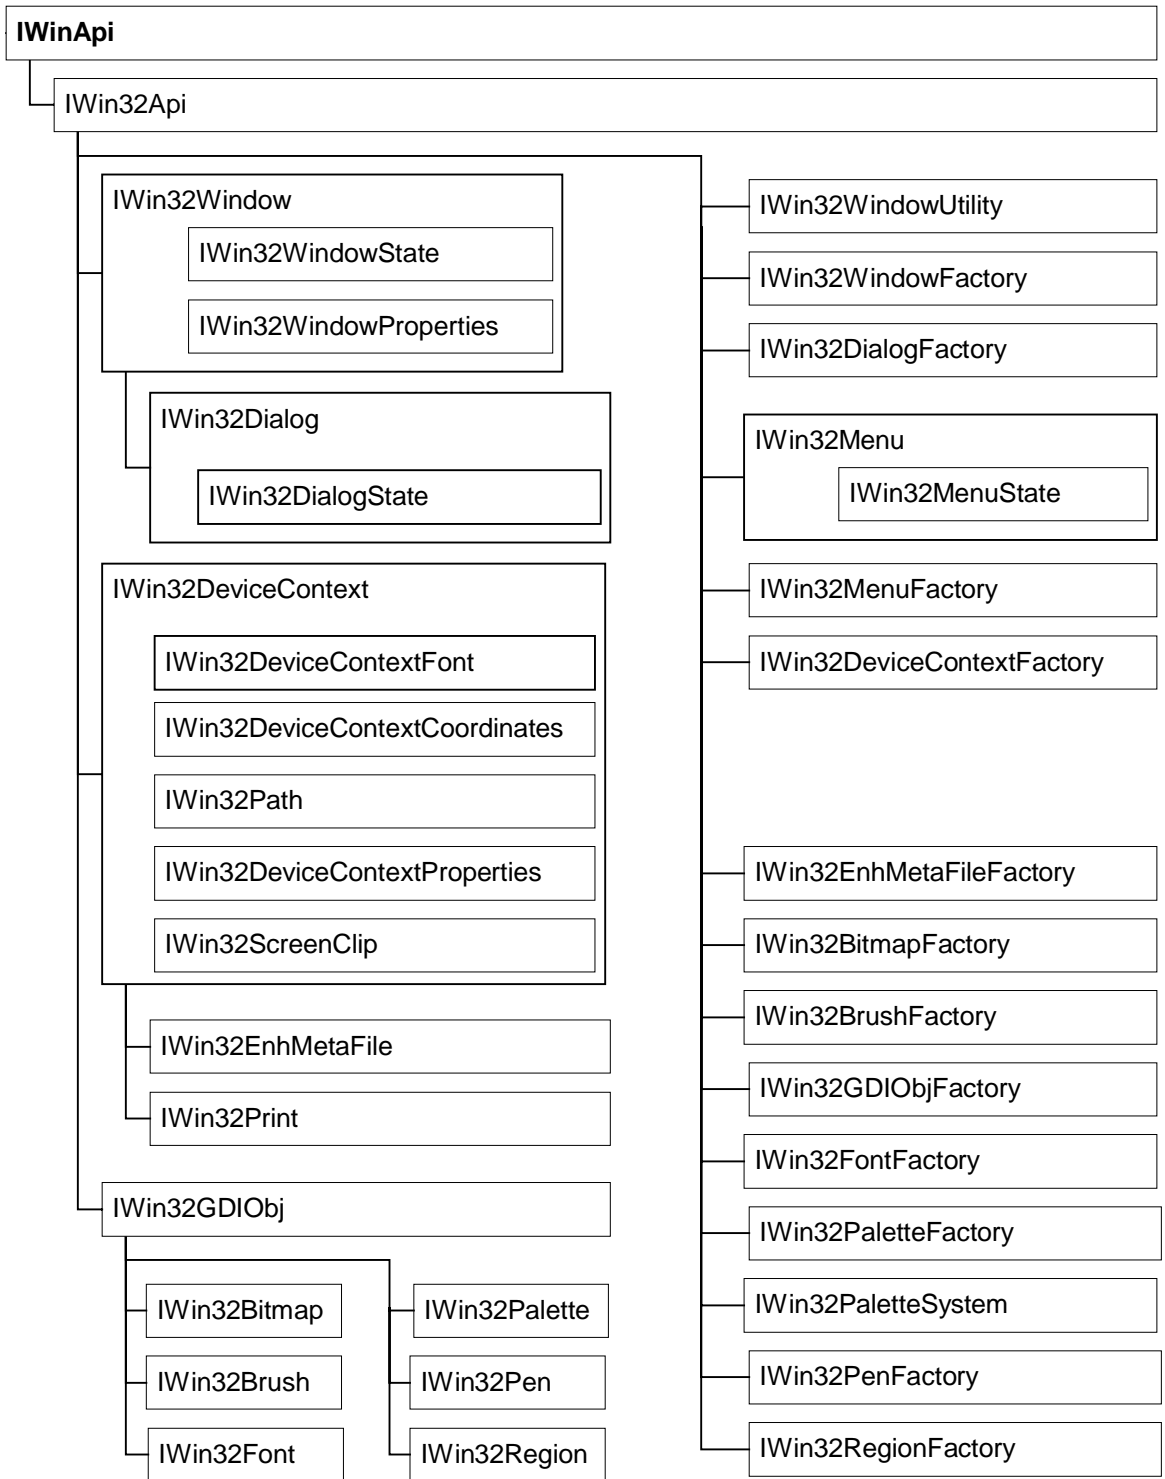 IWinApi
IWin32Api
IWin32Window
IWin32WindowState
IWin32WindowProperties
IWin32Dialog
IWin32DialogState
IWin32DeviceContext
IWin32DeviceContextFont
IWin32DeviceContextCoordinates
IWin32Path
IWin32DeviceContextProperties
IWin32ScreenClip
IWin32EnhMetaFile
IWin32Print
IWin32GDIObj
IWin32Bitmap
IWin32Brush
IWin32Font
IWin32Palette
IWin32Pen
IWin32Region
IWin32WindowUtility
IWin32WindowFactory
IWin32DialogFactory
IWin32Menu
IWin32MenuState
IWin32MenuFactory
IWin32DeviceContextFactory
IWin32EnhMetaFileFactory
IWin32BitmapFactory
IWin32BrushFactory
IWin32GDIObjFactory
IWin32FontFactory
IWin32PaletteFactory
IWin32PaletteSystem
IWin32PenFactory
IWin32RegionFactory